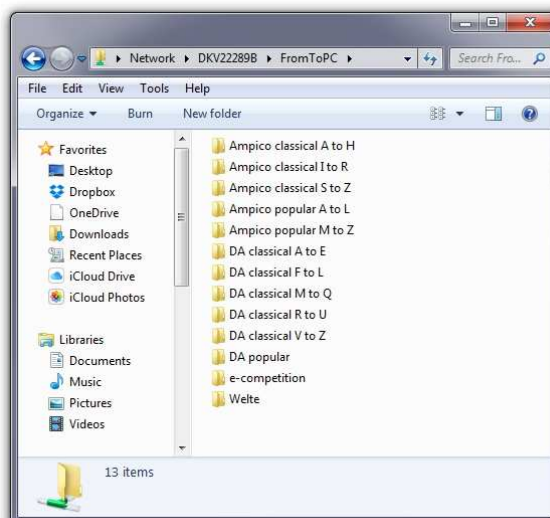 Network ▸ DKV22289B ▸ FromToPC ▸
Search Fro...
File Edit View Tools Help
Organize Burn New folder
Favorites
Desktop
Dropbox
OneDrive
Downloads
Recent Places
iCloud Drive
iCloud Photos
Libraries
Documents
Music
Pictures
Videos
Ampico classical A to H
Ampico classical I to R
Ampico classical S to Z
Ampico popular A to L
Ampico popular M to Z
DA classical A to E
DA classical F to L
DA classical M to Q
DA classical R to U
DA classical V to Z
DA popular
e-competition
Welte
13 items